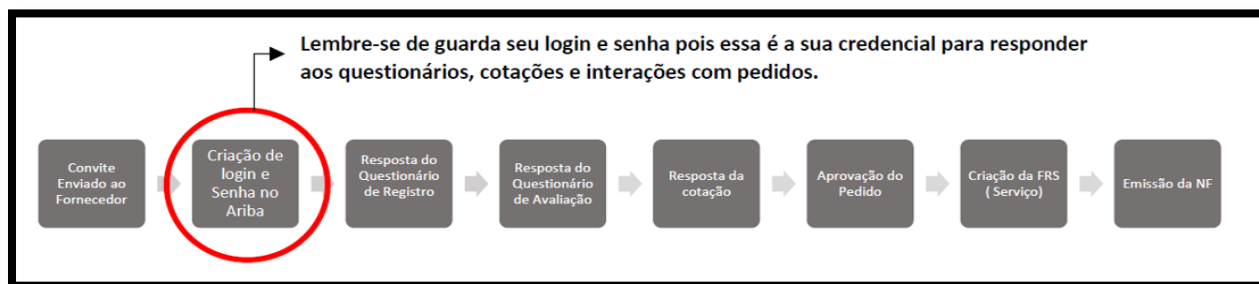 Lembre-se de guarda seu login e senha pois essa é a sua credencial para responder
aos questionários, cotações e interações com pedidos.
Convite
Enviado ao
Fornecedor
Criação de
login e
Senha no
Ariba
Resposta do
Questionário
de Registro
Resposta do
Questionário
de Avaliação
Resposta da
cotação
Aprovação do
Pedido
Criação da FRS
( Serviço)
Emissão da NF